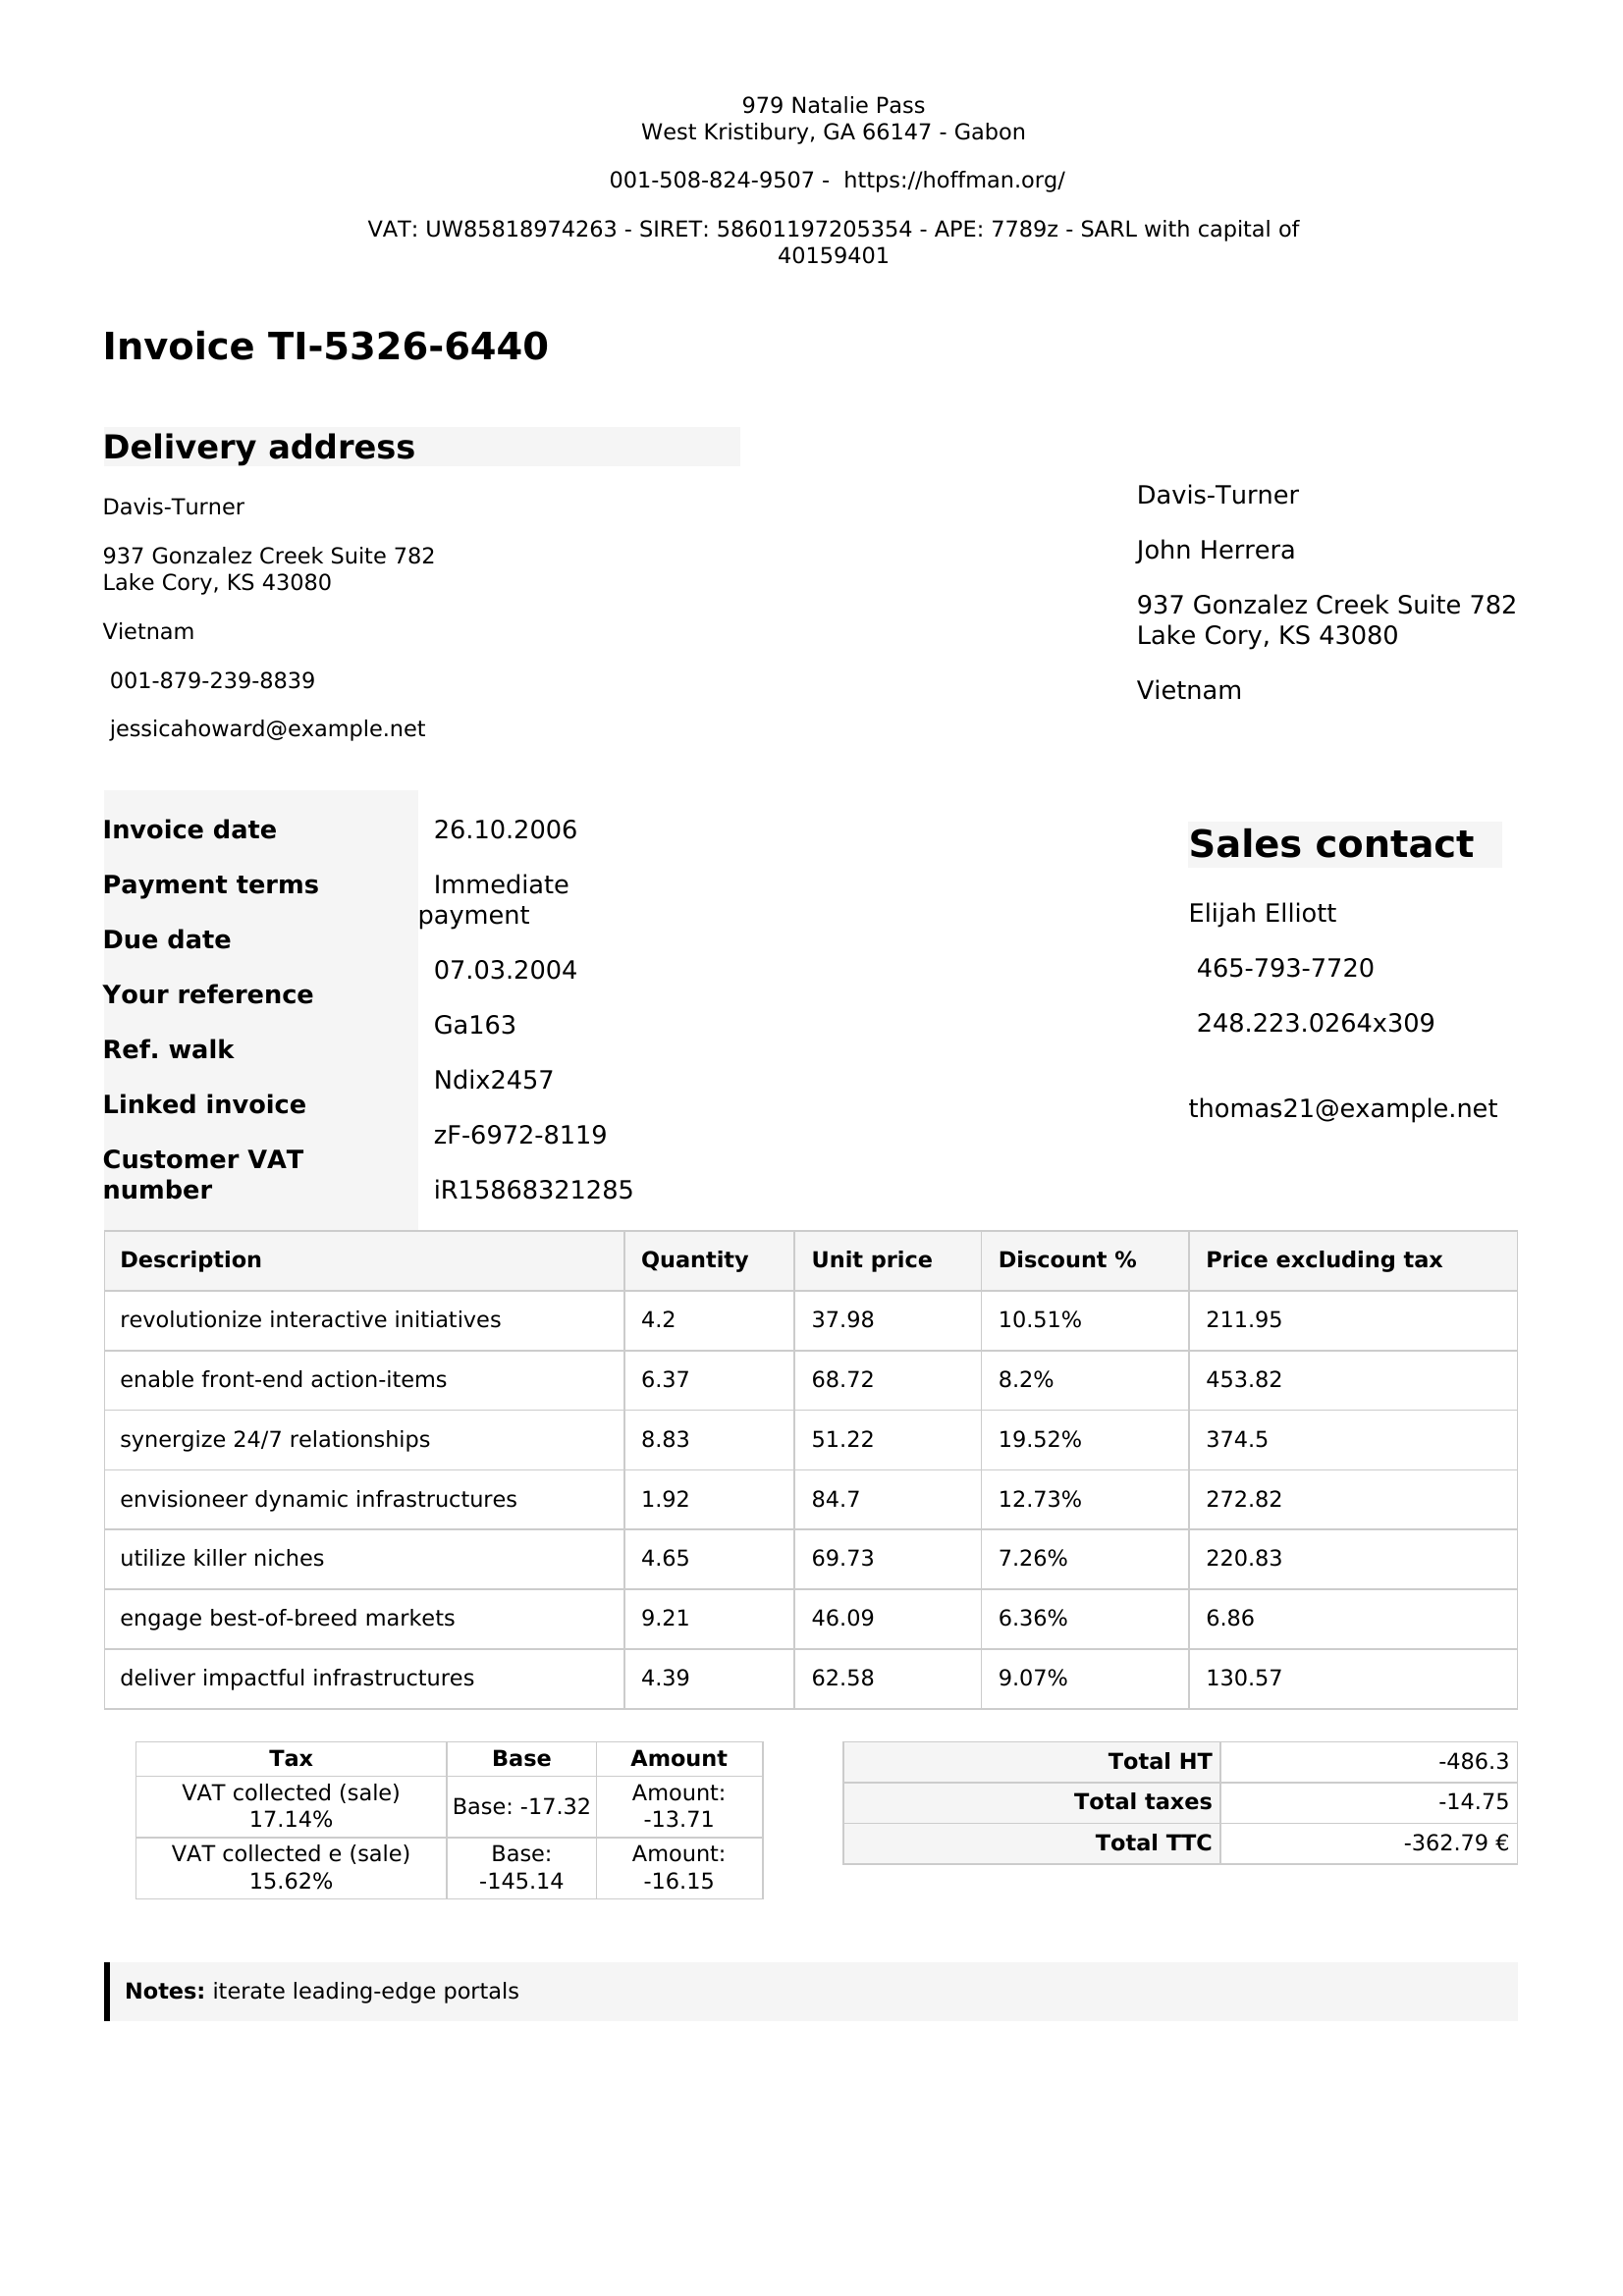 979 Natalie Pass
West Kristibury, GA 66147 - Gabon
001-508-824-9507 - https://hoffman.org/
VAT: UW85818974263 - SIRET: 58601197205354 - APE: 7789z - SARL with capital of
40159401
Invoice TI-5326-6440
Delivery address
Davis-Turner
937 Gonzalez Creek Suite 782
Lake Cory, KS 43080
Vietnam
001-879-239-8839
jessicahoward@example.net
Davis-Turner
John Herrera
937 Gonzalez Creek Suite 782
Lake Cory, KS 43080
Vietnam
Invoice date
Payment terms
Due date
Your reference
Ref. walk
Linked invoice
Customer VAT
number
26.10.2006
Immediate
payment
07.03.2004
Ga163
Ndix2457
zF-6972-8119
iR15868321285
Sales contact
Elijah Elliott
465-793-7720
248.223.0264x309
thomas21@example.net
Description Quantity Unit price Discount % Price excluding tax
revolutionize interactive initiatives 4.2 37.98 10.51% 211.95
enable front-end action-items 6.37 68.72 8.2% 453.82
synergize 24/7 relationships 8.83 51.22 19.52% 374.5
envisioneer dynamic infrastructures 1.92 84.7 12.73% 272.82
utilize killer niches 4.65 69.73 7.26% 220.83
engage best-of-breed markets 9.21 46.09 6.36% 6.86
deliver impactful infrastructures 4.39 62.58 9.07% 130.57
Tax Base Amount
VAT collected (sale)
17.14%
Base: -17.32
Amount:
-13.71
VAT collected e (sale)
15.62%
Base:
-145.14
Amount:
-16.15
Total HT -486.3
Total taxes -14.75
Total TTC -362.79 €
Notes: iterate leading-edge portals